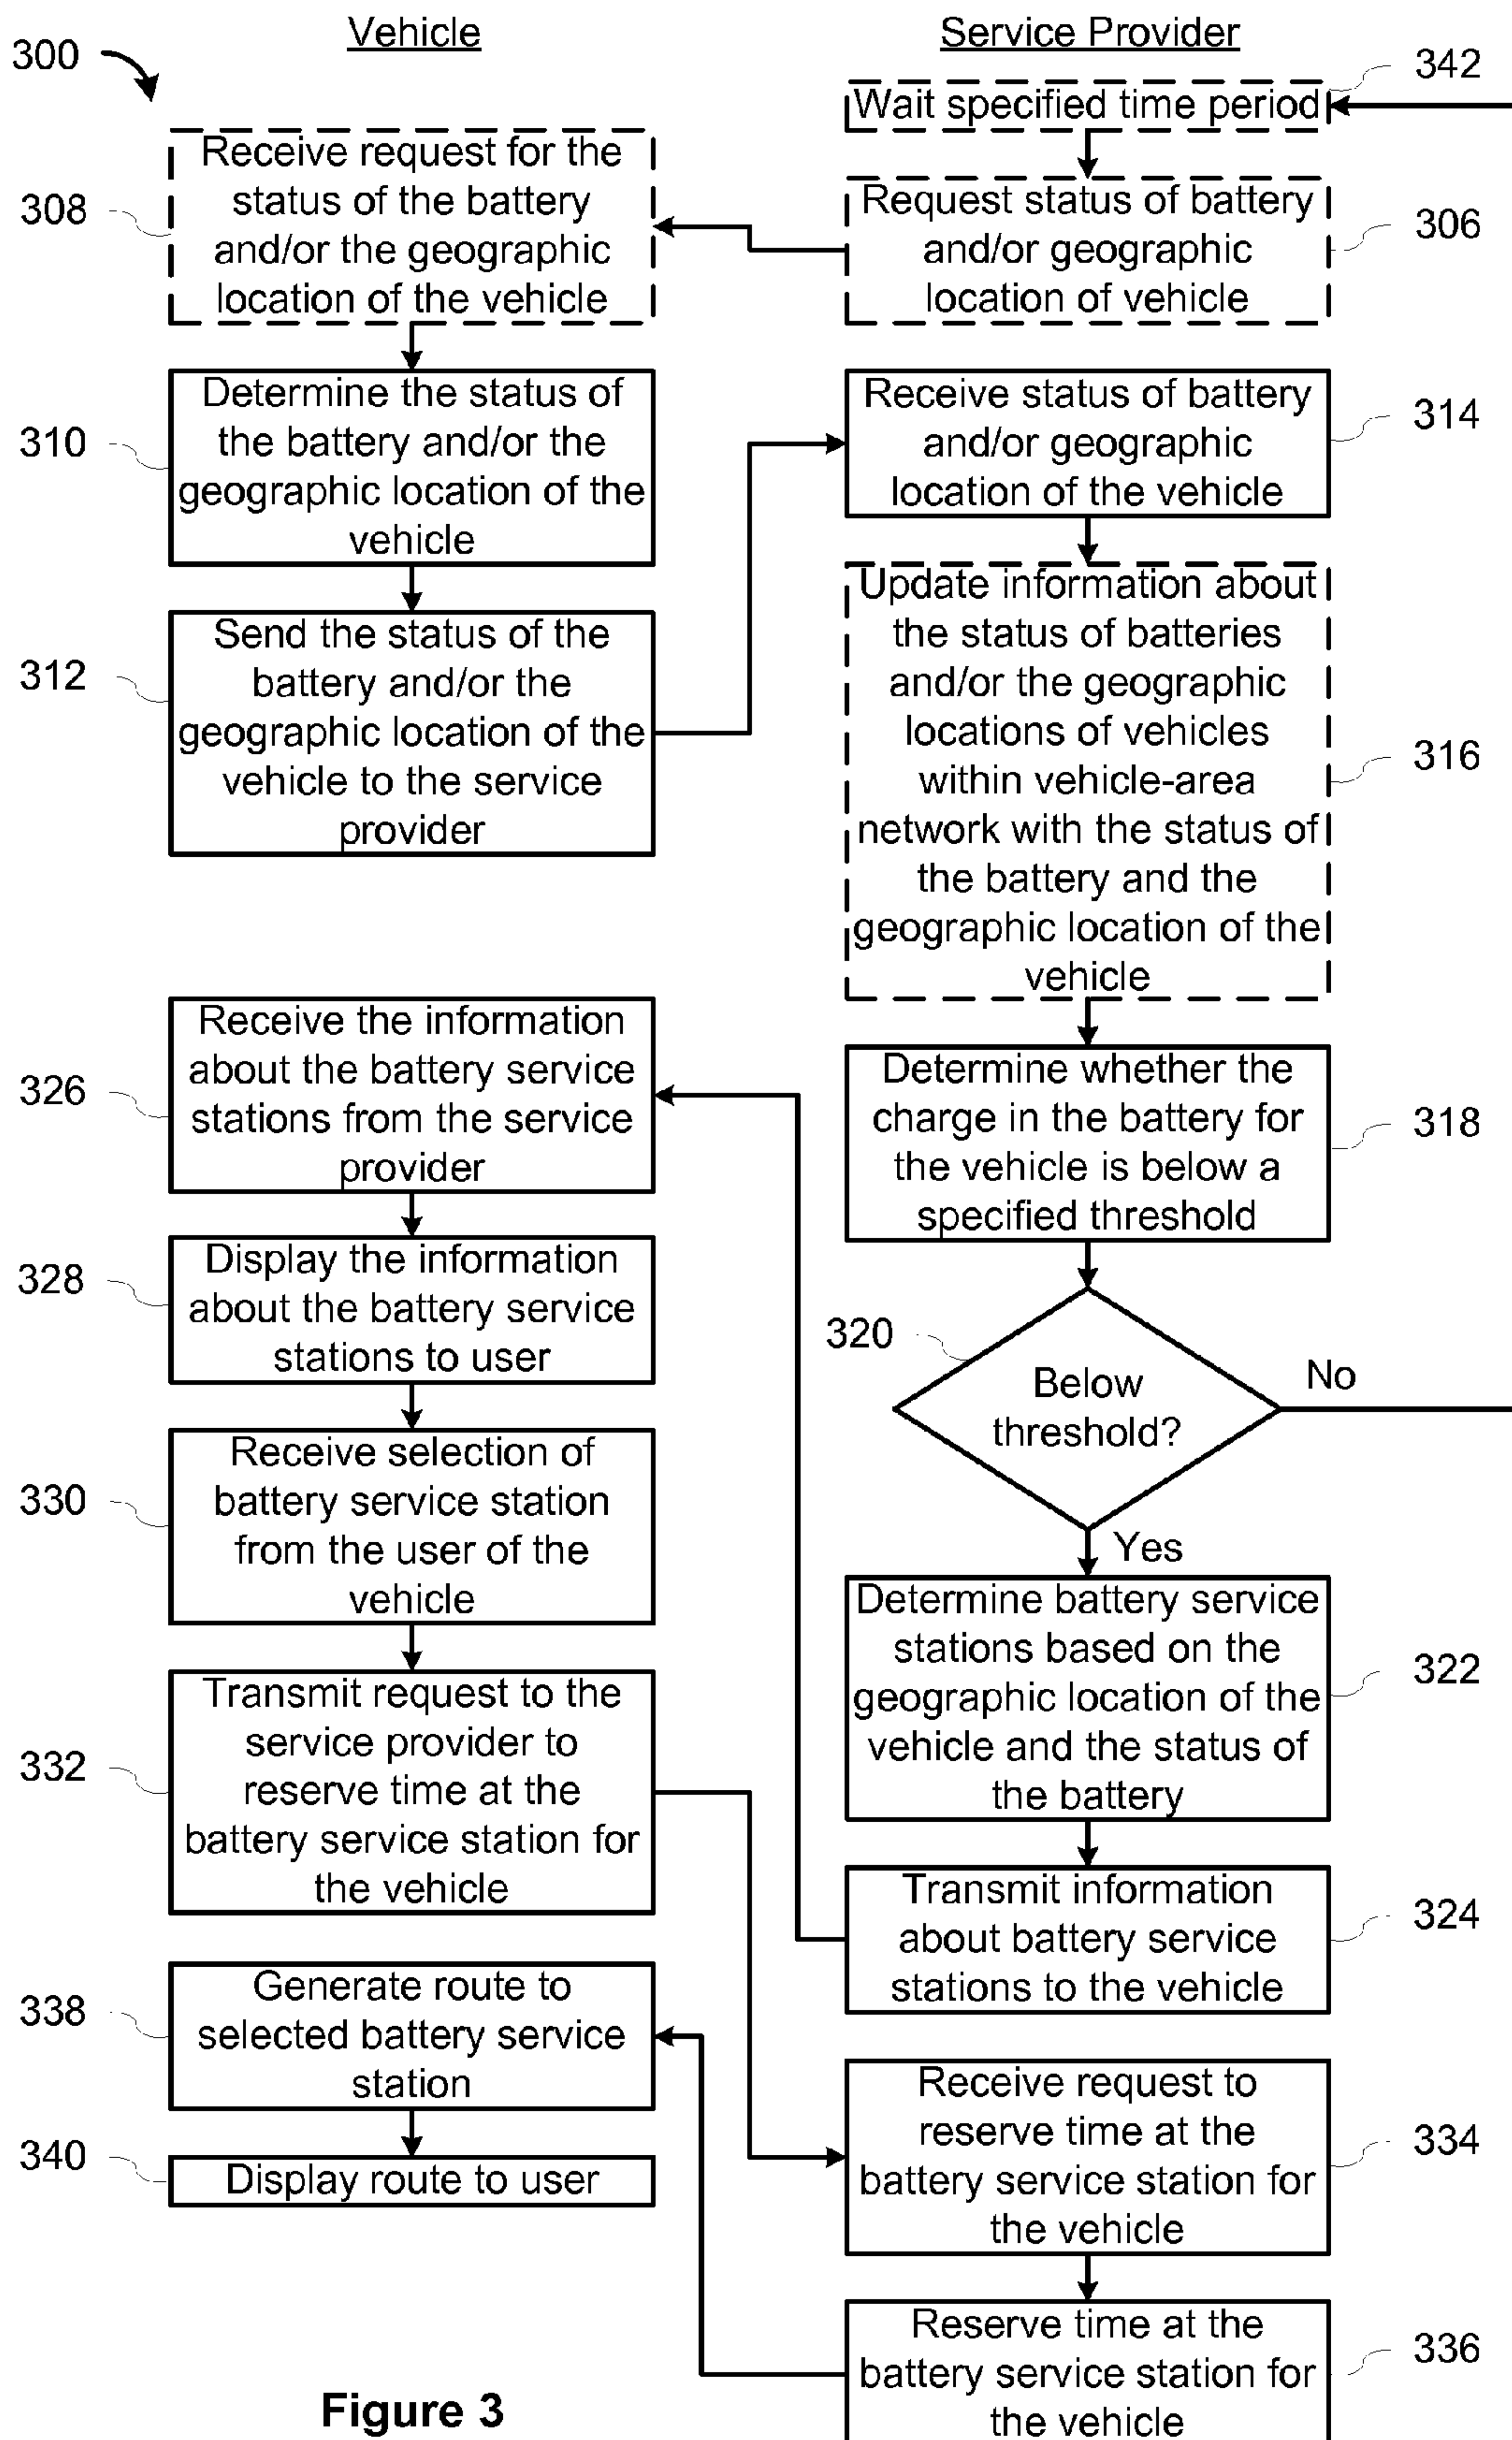 Vehicle
Service Provider
300
342
Wait specified time period
Receive request for the
status of the battery
and/or the geographic
location of the vehicle
308
Request status of battery
and/or geographic
location of vehicle
306
310
Determine the status of
the battery and/or the
geographic location of the
vehicle
Receive status of battery
and/or geographic
location of the vehicle
314
312
Send the status of the
battery and/or the
geographic location of the
vehicle to the service
provider
Update information about
the status of batteries
and/or the geographic
locations of vehicles
within vehicle-area
network with the status of
the battery and the
geographic location of the
vehicle
316
326
Receive the information
about the battery service
stations from the service
provider
Determine whether the
charge in the battery for
the vehicle is below a
specified threshold
318
328
Display the information
about the battery service
stations to user
320
Below
threshold?
No
Yes
330
Receive selection of
battery service station
from the user of the
vehicle
Determine battery service
stations based on the
geographic location of the
vehicle and the status of
the battery
322
332
Transmit request to the
service provider to
reserve time at the
battery service station for
the vehicle
Transmit information
about battery service
stations to the vehicle
324
338
Generate route to
selected battery service
station
Receive request to
reserve time at the
battery service station for
the vehicle
334
340
Display route to user
Reserve time at the
battery service station for
the vehicle
336
Figure 3